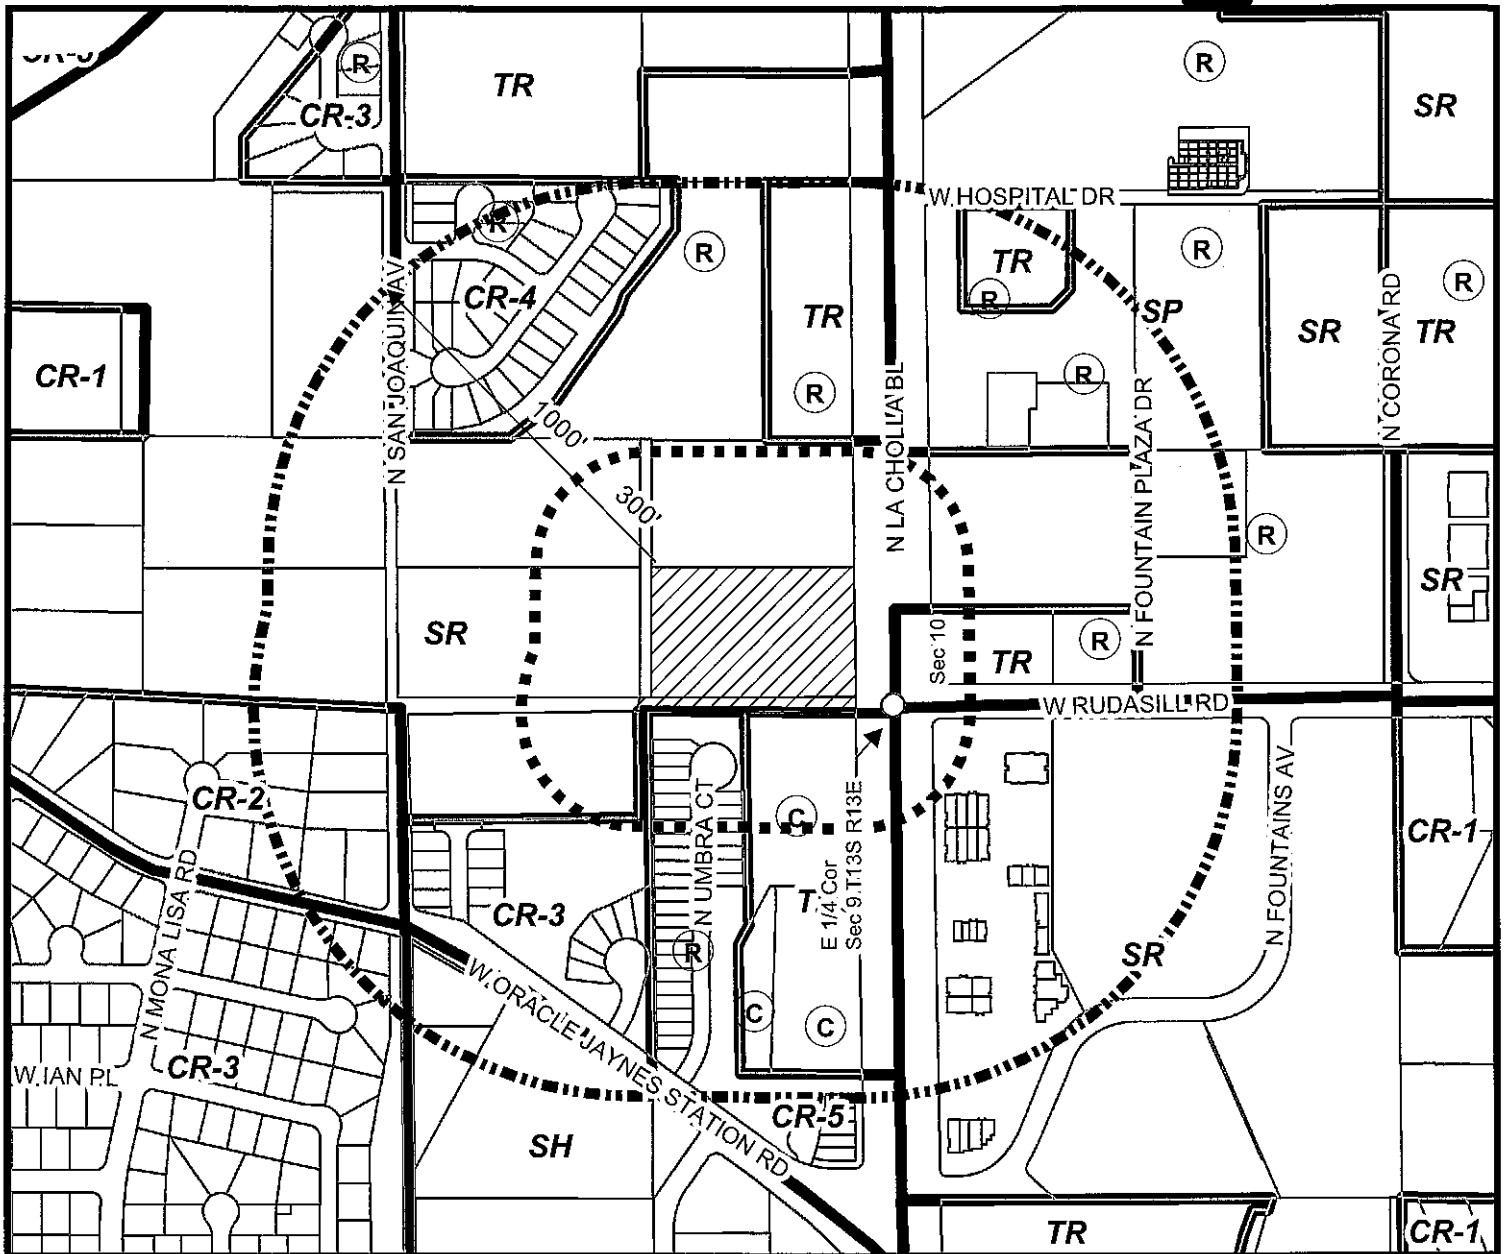 R
CR-3
TR
R
SR
W HOSPITAL DR
R
R
TR
R
R
CR-4
R
SP
TR
SR
TR
CR-1
N SAN JOAQUIN AV
N LA CHOLLA BL
N CORONA RD
R
R
1000'
300'
N FOUNTAIN PLAZA DR
R
SR
SR
Sec 10
TR
R
W RUDASILL RD
CR-2
N UMBRA CT
C
E 1/4 Cor
Sec 9 T13S R13E
N FOUNTAINS AV
CR-1
N MONA LISA RD
CR-3
T
R
SR
W ORACLE JAYNES STATION RD
C
C
W IAN PL
CR-3
CR-5
SH
TR
CR-1